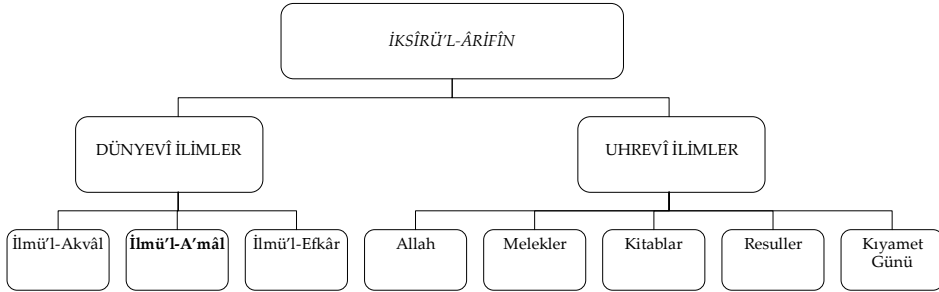 İKSÎRÜ'L-ÂRİFÎN
DÜNYEVÎ İLİMLER
UHREVÎ İLİMLER
İlmü'l-Akvâl
İlmü'l-A'mâl
İlmü'l-Efkâr
Allah
Melekler
Kitablar
Resuller
Kıyamet
Günü